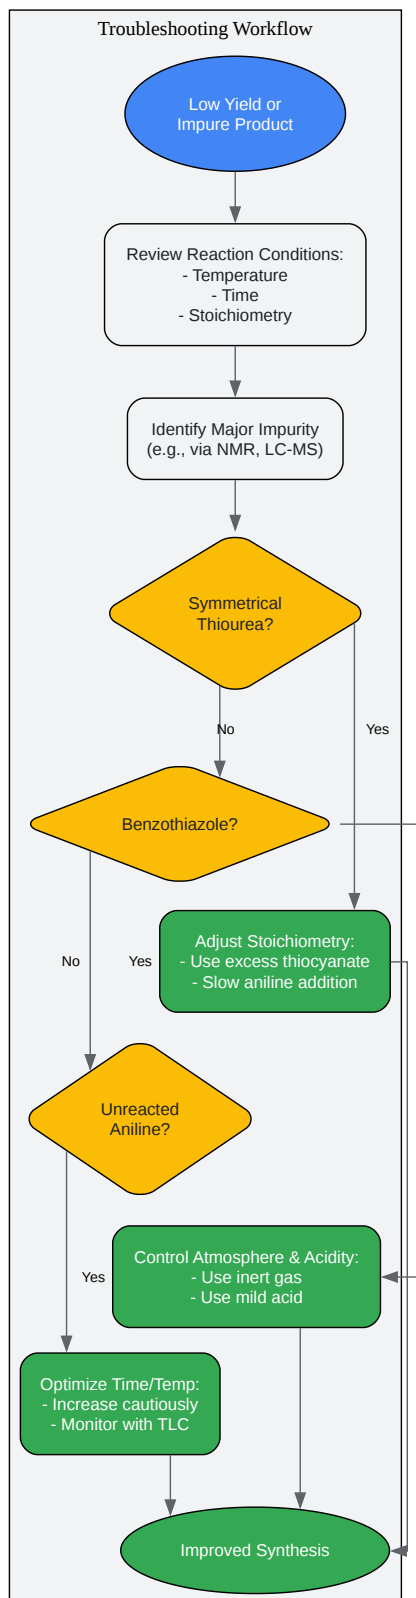 Troubleshooting Workflow
Low Yield or
Impure Product
Review Reaction Conditions:
- Temperature
- Time
- Stoichiometry
Identify Major Impurity
(e.g., via NMR, LC-MS)
Symmetrical
Thiourea?
No
Yes
Benzothiazole?
No
Yes
Adjust Stoichiometry:
- Use excess thiocyanate
- Slow aniline addition
Unreacted
Aniline?
Yes
Control Atmosphere & Acidity:
- Use inert gas
- Use mild acid
Optimize Time/Temp:
- Increase cautiously
- Monitor with TLC
Improved Synthesis